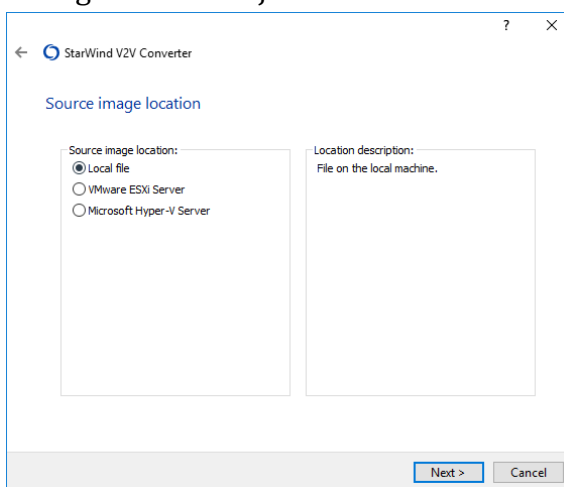 ?
StarWind V2V Converter
Source image location
Source image location:
Location description:
Local file
File on the local machine.
VMware ESXi Server
Microsoft Hyper-V Server
Next >
Cancel